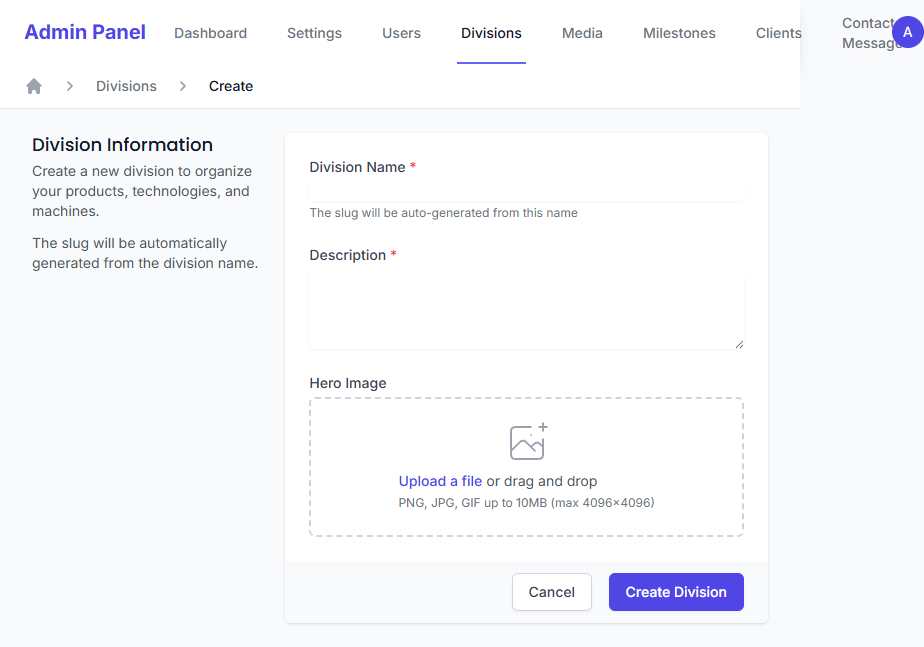 Admin Panel Dashboard Settings Users Divisions Media Milestones Clients Contact
Messag A
Divisions Create
Division Information
Create a new division to organize
your products, technologies, and
machines.
The slug will be automatically
generated from the division name.
Division Name *
The slug will be auto-generated from this name
Description *
Hero Image
Upload a file or drag and drop
PNG, JPG, GIF up to 10MB (max 4096×4096)
Cancel Create Division